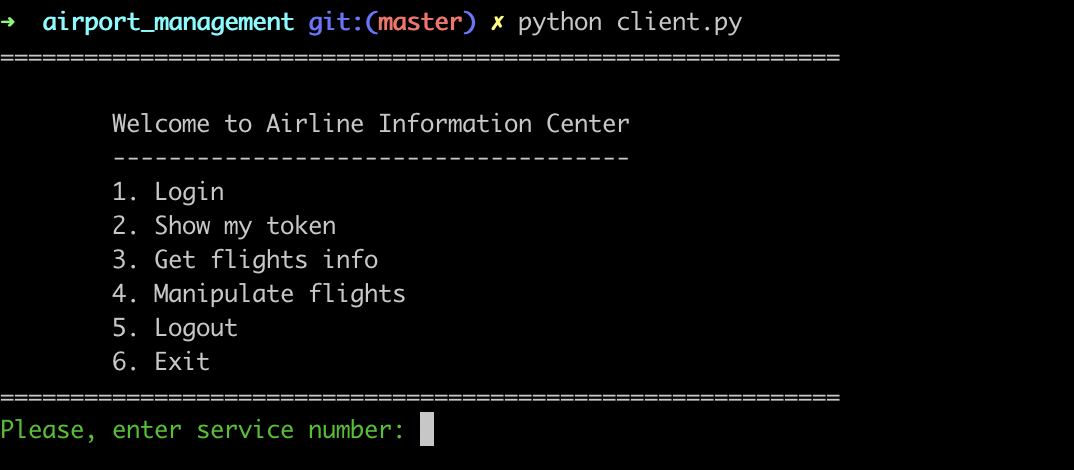 ➜ airport_management git:(master) ✗ python client.py
============================================================
Welcome to Airline Information Center
-------------------------------------
1. Login
2. Show my token
3. Get flights info
4. Manipulate flights
5. Logout
6. Exit
============================================================
Please, enter service number: